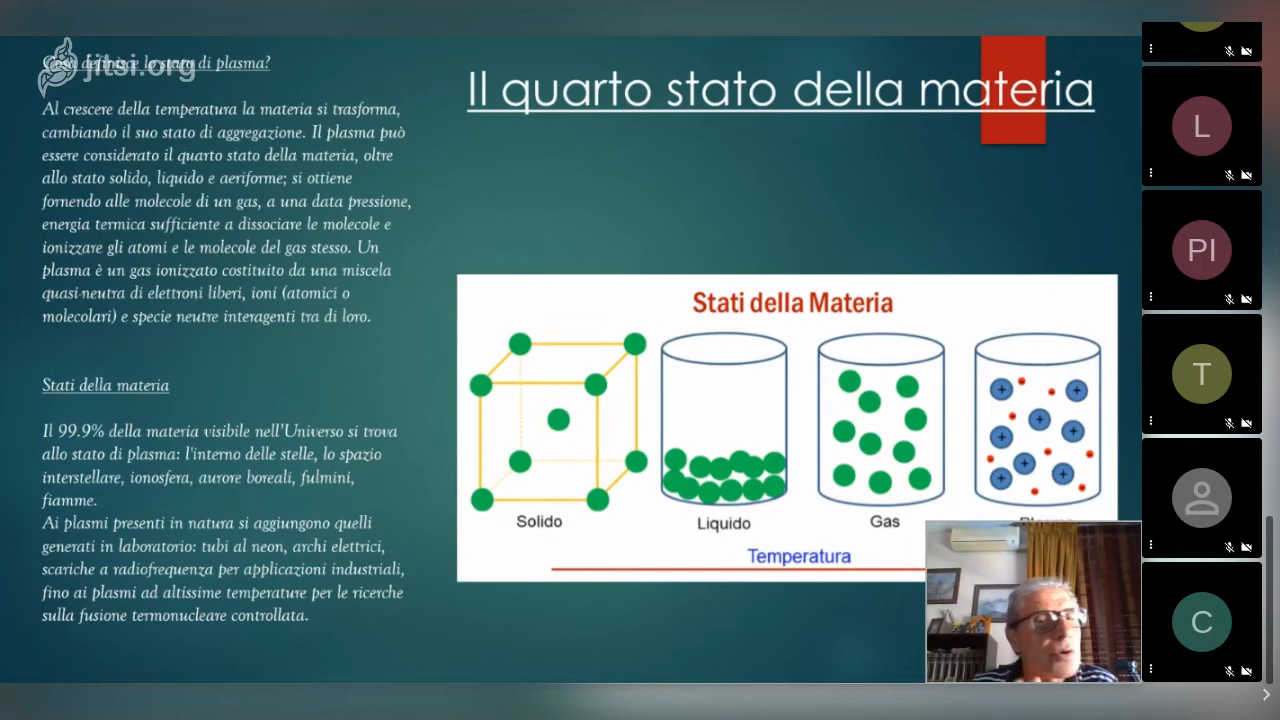 jitsi.org
Cosa definisce lo stato di plasma?
Al crescere della temperatura la materia si trasforma,
cambiando il suo stato di aggregazione. Il plasma può
essere considerato il quarto stato della materia, oltre
allo stato solido, liquido e aeriforme; si ottiene
fornendo alle molecole di un gas, a una data pressione,
energia termica sufficiente a dissociare le molecole e
ionizzare gli atomi e le molecole del gas stesso. Un
plasma è un gas ionizzato costituito da una miscela
quasi-neutra di elettroni liberi, ioni (atomici o
molecolari) e specie neutre interagenti tra di loro.
Stati della materia
Il 99.9% della materia visibile nell'Universo si trova
allo stato di plasma: l'interno delle stelle, lo spazio
interstellare, ionosfera, aurore boreali, fulmini,
fiamme.
Ai plasmi presenti in natura si aggiungono quelli
generati in laboratorio: tubi al neon, archi elettrici,
scariche a radiofrequenza per applicazioni industriali,
fino ai plasmi ad altissime temperature per le ricerche
sulla fusione termonucleare controllata.
Il quarto stato della materia
Stati della Materia
Solido
Liquido
Gas
Temperatura
L
PI
T
C